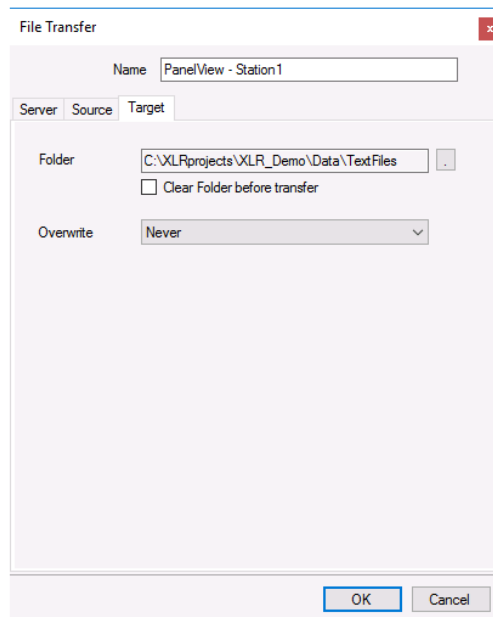 File Transfer
x
Name PanelView - Station1
Server Source Target
Folder C:\XLRprojects\XLR_Demo\Data\TextFiles .
Clear Folder before transfer
Overwrite Never
OK Cancel